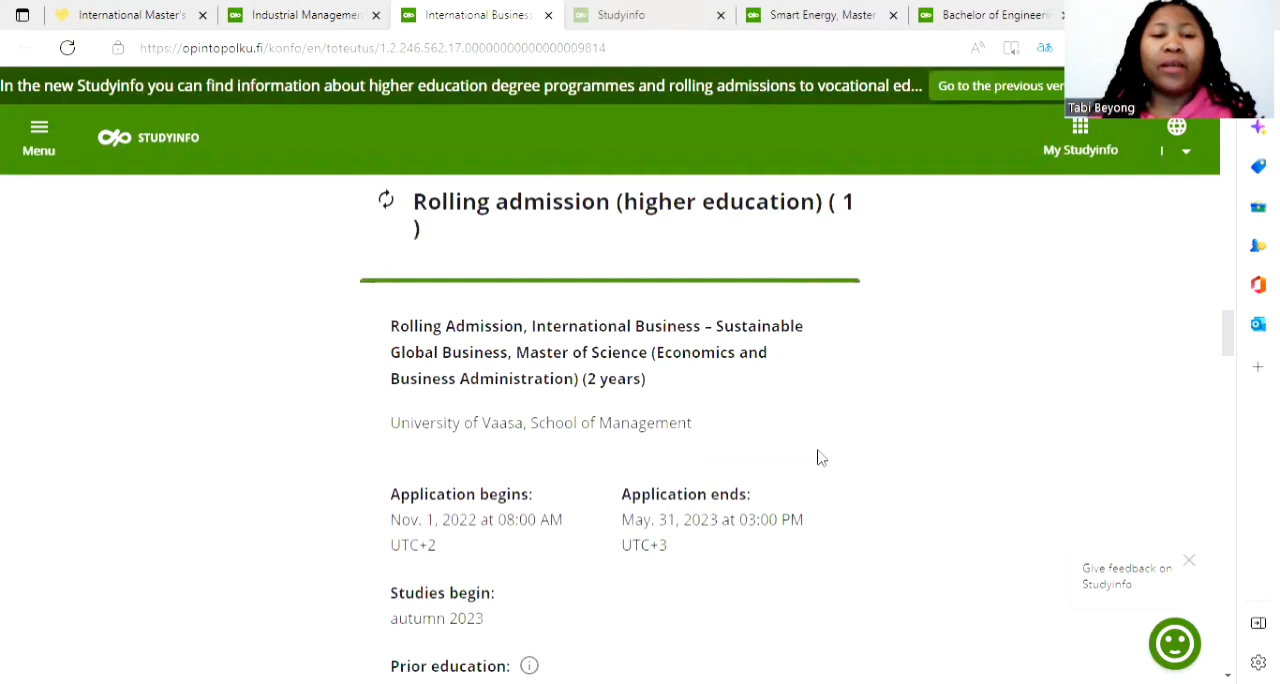 International Master's
Industrial Managemen
International Business
Studyinfo
Smart Energy, Master
Bachelor of Engineerin
https://opintopolku.fi/konfo/en/toteutus/1.2.246.562.17.00000000000000009814
In the new Studyinfo you can find information about higher education degree programmes and rolling admissions to vocational ed...
Go to the previous ver
Tabi Beyong
Menu
STUDYINFO
My Studyinfo
Rolling admission (higher education) ( 1
)
Rolling Admission, International Business – Sustainable
Global Business, Master of Science (Economics and
Business Administration) (2 years)
University of Vaasa, School of Management
Application begins:
Application ends:
Nov. 1, 2022 at 08:00 AM
May. 31, 2023 at 03:00 PM
UTC+2
UTC+3
Give feedback on
Studyinfo
Studies begin:
autumn 2023
Prior education: